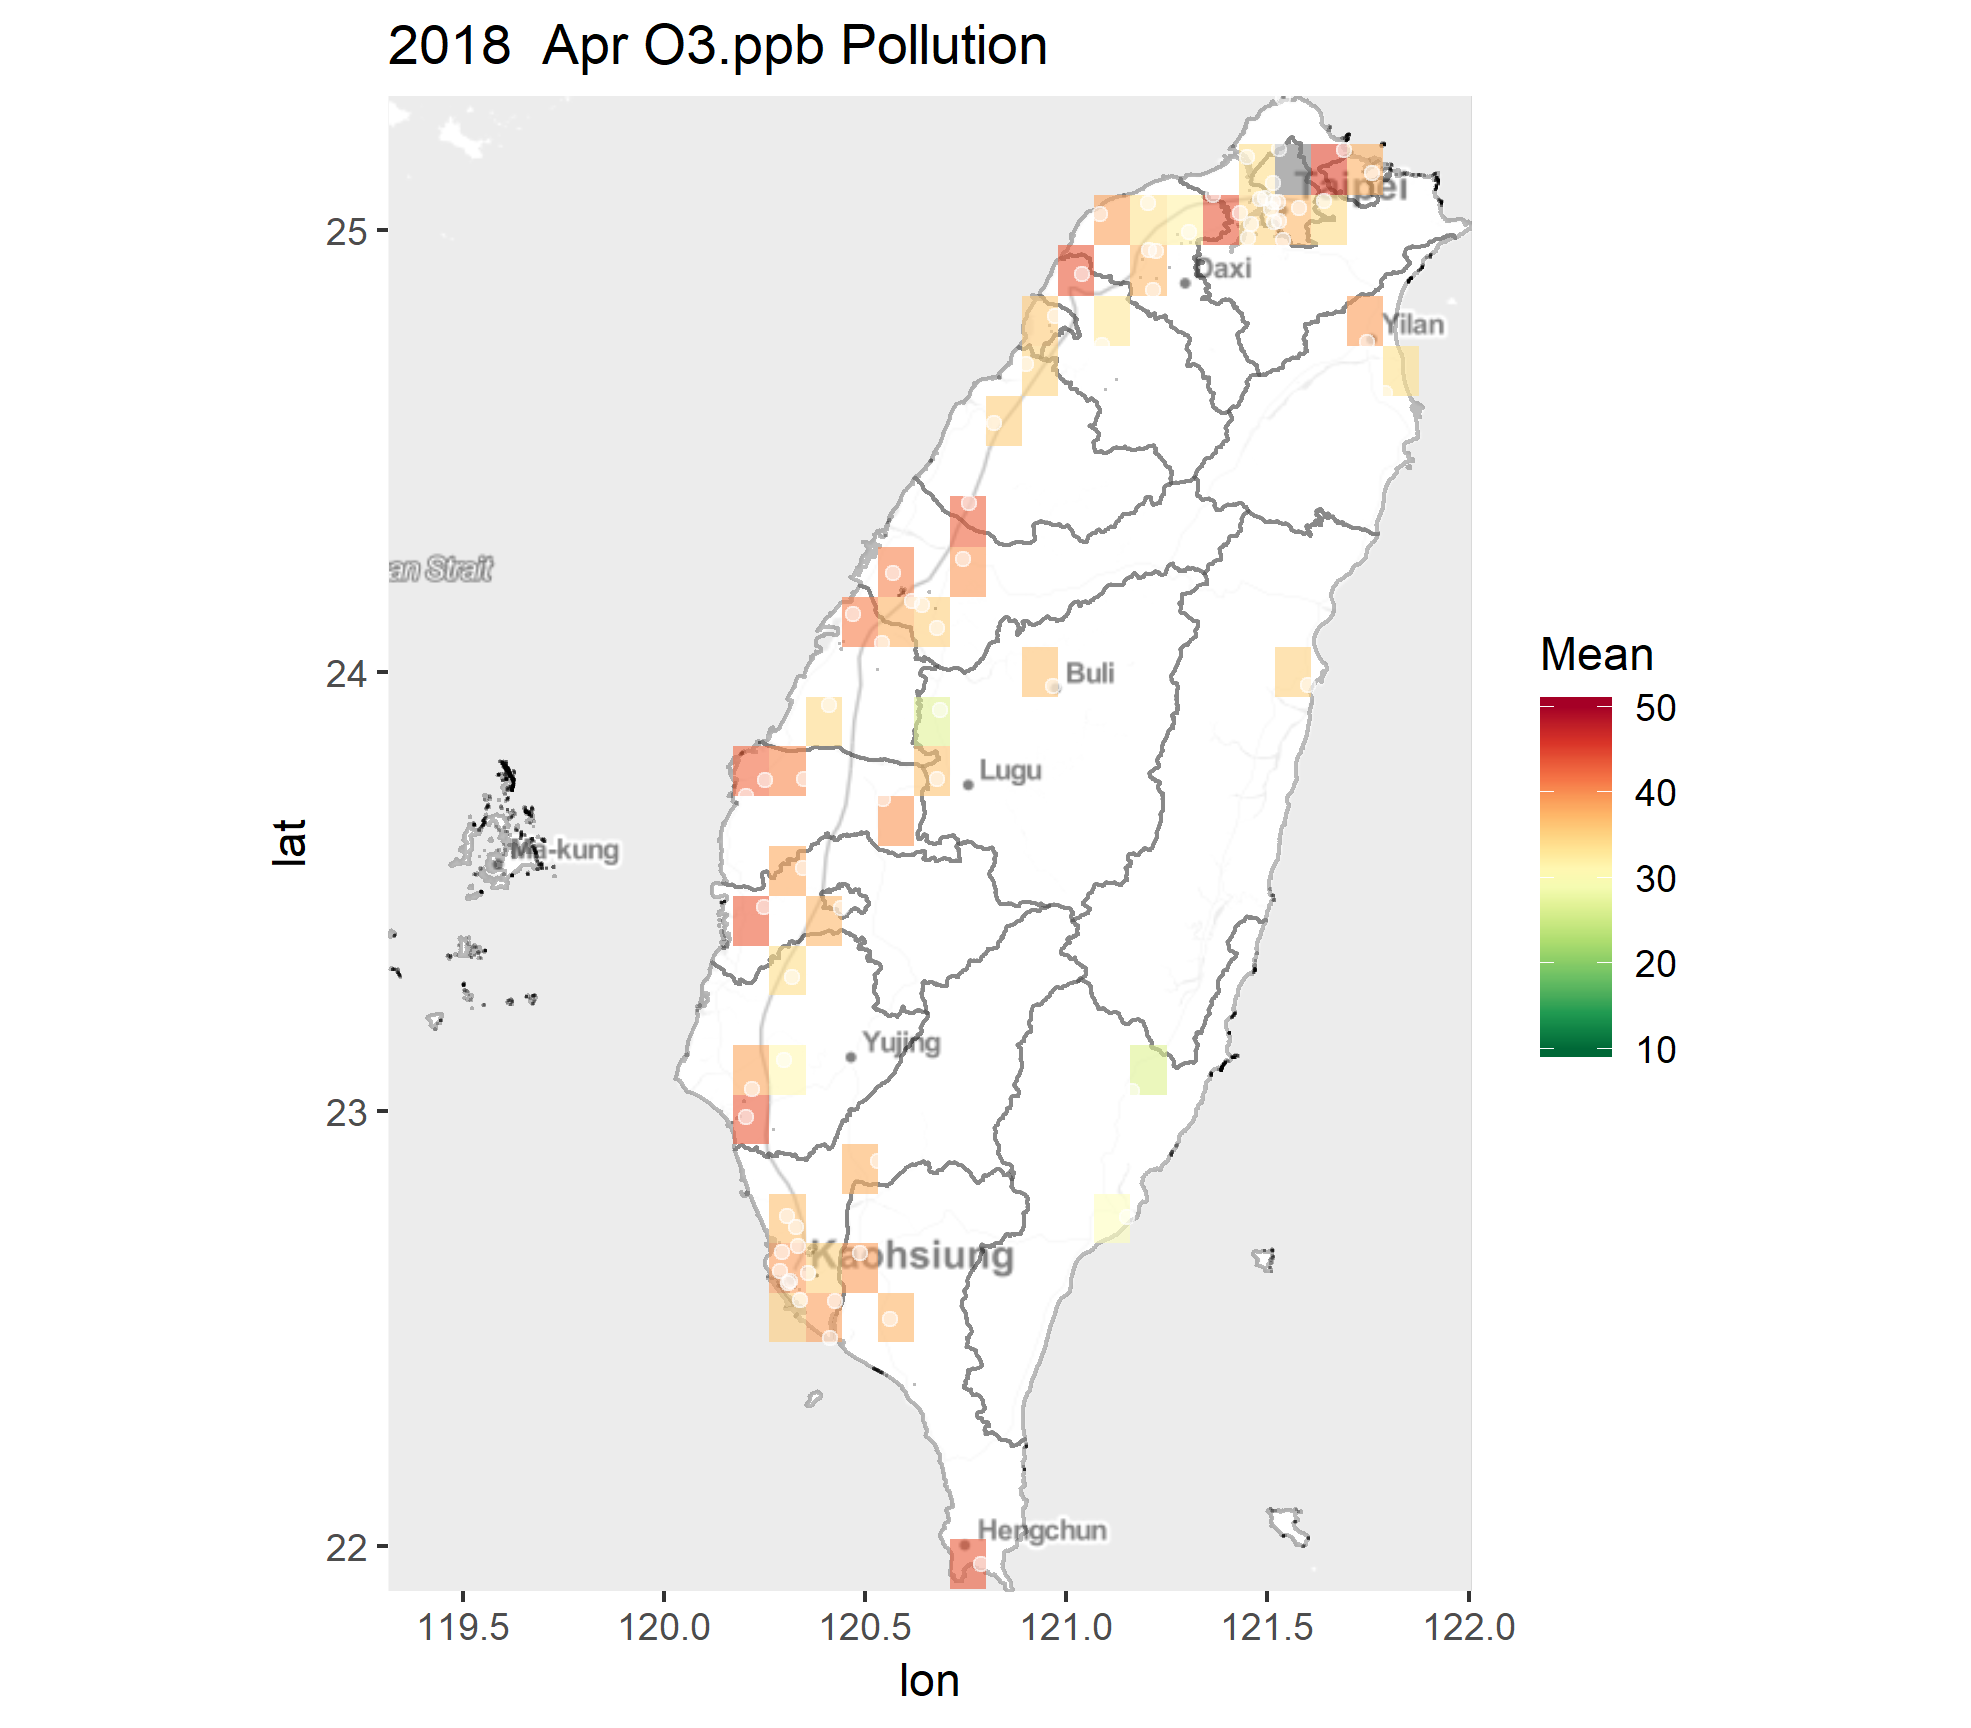 2018  Apr O3.ppb Pollution
Taipei
25
Daxi
Yilan
an Strait
Mean
24
Buli
50
Lugu
40
lat
Ma-kung
30
20
Yujing
10
23
Kaohsiung
22
Hengchun
119.5 120.0 120.5 121.0 121.5 122.0
lon